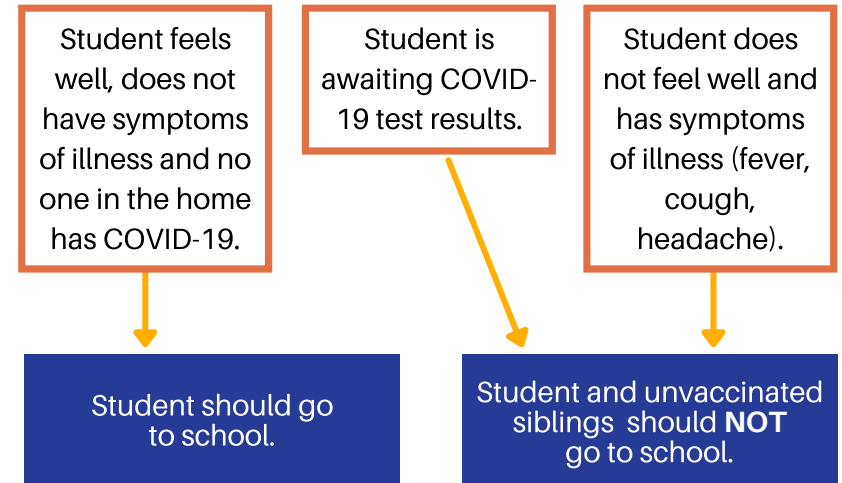 Student feels
well, does not
have symptoms
of illness and no
one in the home
has COVID-19.
Student is
awaiting COVID-
19 test results.
Student does
not feel well and
has symptoms
of illness (fever,
cough,
headache).
Student should go
to school.
Student and unvaccinated
siblings should NOT
go to school.